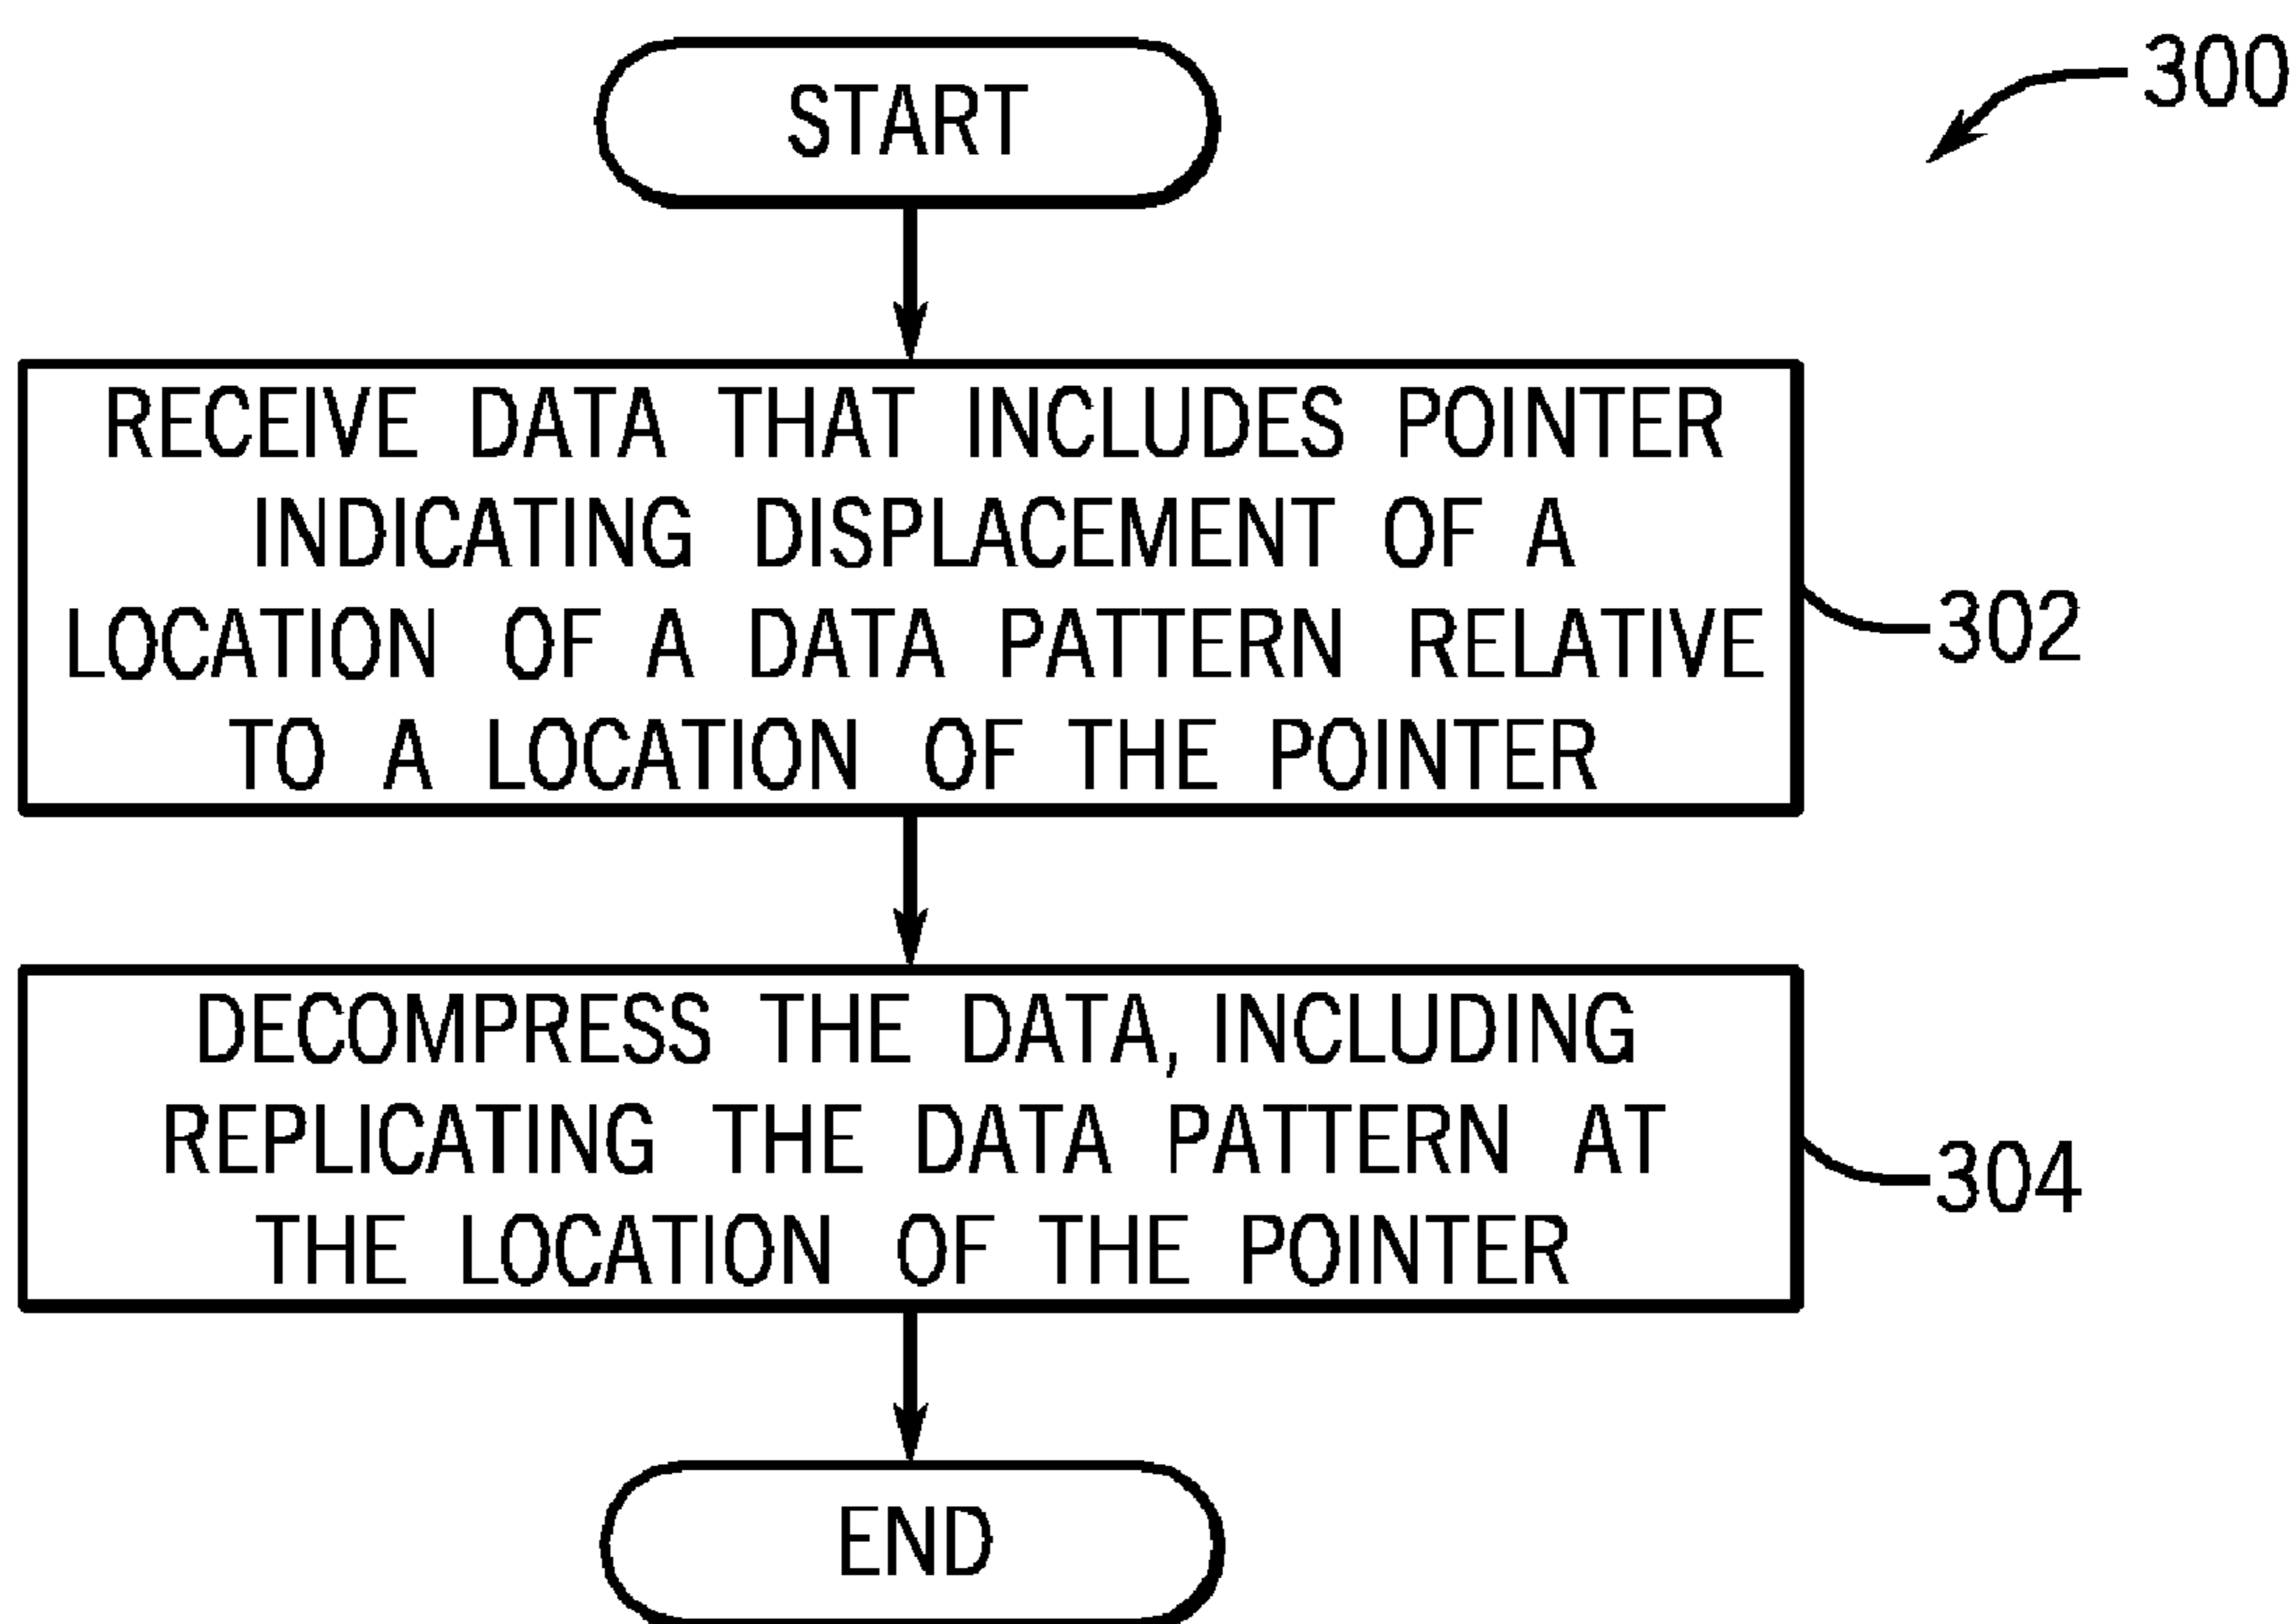 START
300
RECEIVE DATA THAT INCLUDES POINTER
INDICATING DISPLACEMENT OF A
LOCATION OF A DATA PATTERN RELATIVE
TO A LOCATION OF THE POINTER
302
DECOMPRESS THE DATA, INCLUDING
REPLICATING THE DATA PATTERN AT
THE LOCATION OF THE POINTER
304
END